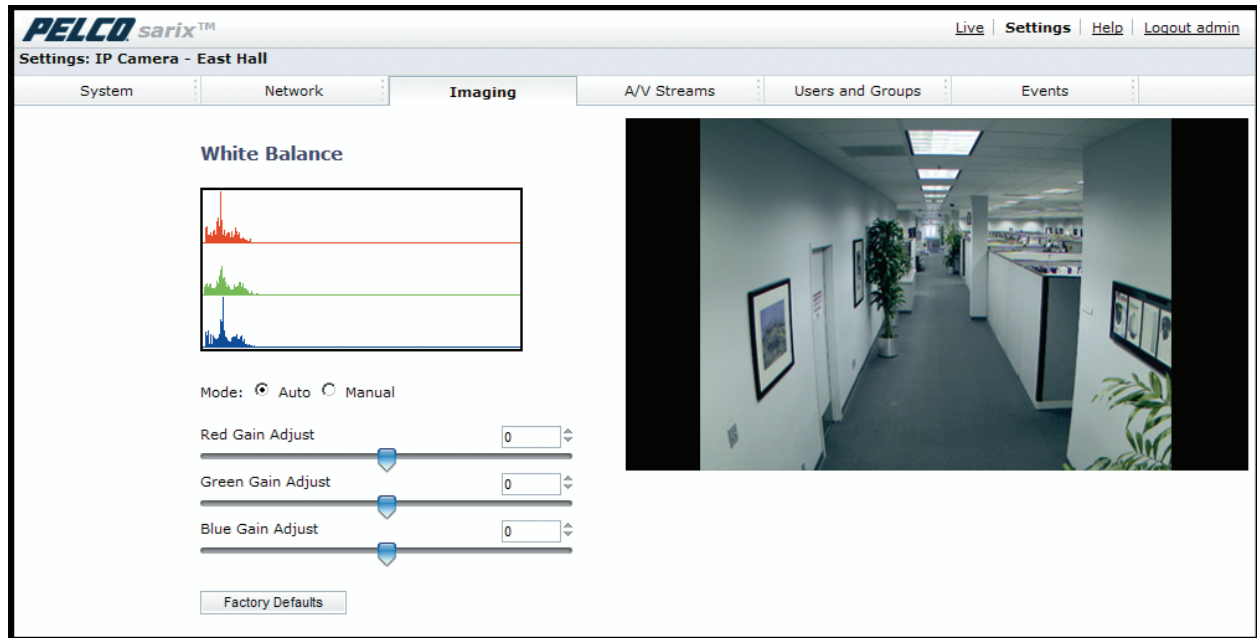 PELCO sarix™
Live | Settings | Help | Logout admin
Settings: IP Camera - East Hall
System Network Imaging A/V Streams Users and Groups Events
White Balance
Mode: Auto Manual
Red Gain Adjust 0
Green Gain Adjust 0
Blue Gain Adjust 0
Factory Defaults